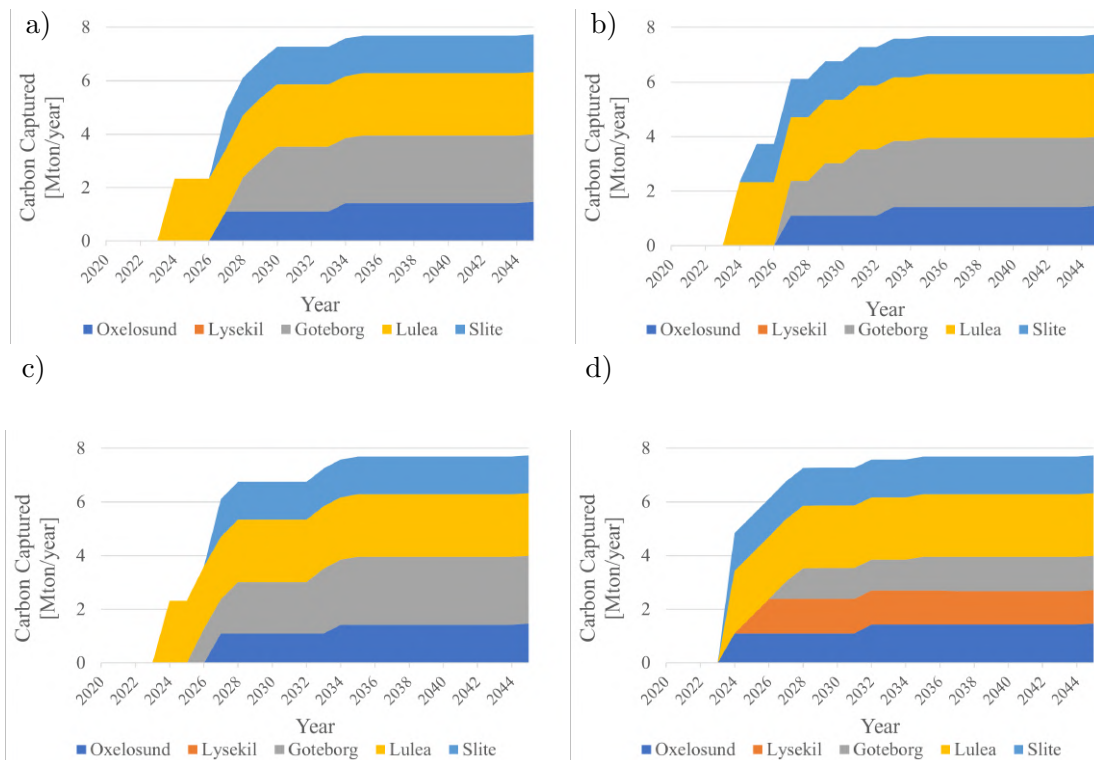 a)
8
6
4
2
0
Carbon Captured
[Mton/year]
2020 2022 2024 2026 2028 2030 2032 2034 2036 2038 2040 2042 2044
Year
Oxelosund Lysekil Goteborg Lulea Slite
b)
8
6
4
2
0
Carbon Captured
[Mton/year]
2020 2022 2024 2026 2028 2030 2032 2034 2036 2038 2040 2042 2044
Year
Oxelosund Lysekil Goteborg Lulea Slite
c)
8
6
4
2
0
Carbon Captured
[Mton/year]
2020 2022 2024 2026 2028 2030 2032 2034 2036 2038 2040 2042 2044
Year
Oxelosund Lysekil Goteborg Lulea Slite
d)
8
6
4
2
0
Carbon Captured
[Mton/year]
2020 2022 2024 2026 2028 2030 2032 2034 2036 2038 2040 2042 2044
Year
Oxelosund Lysekil Goteborg Lulea Slite